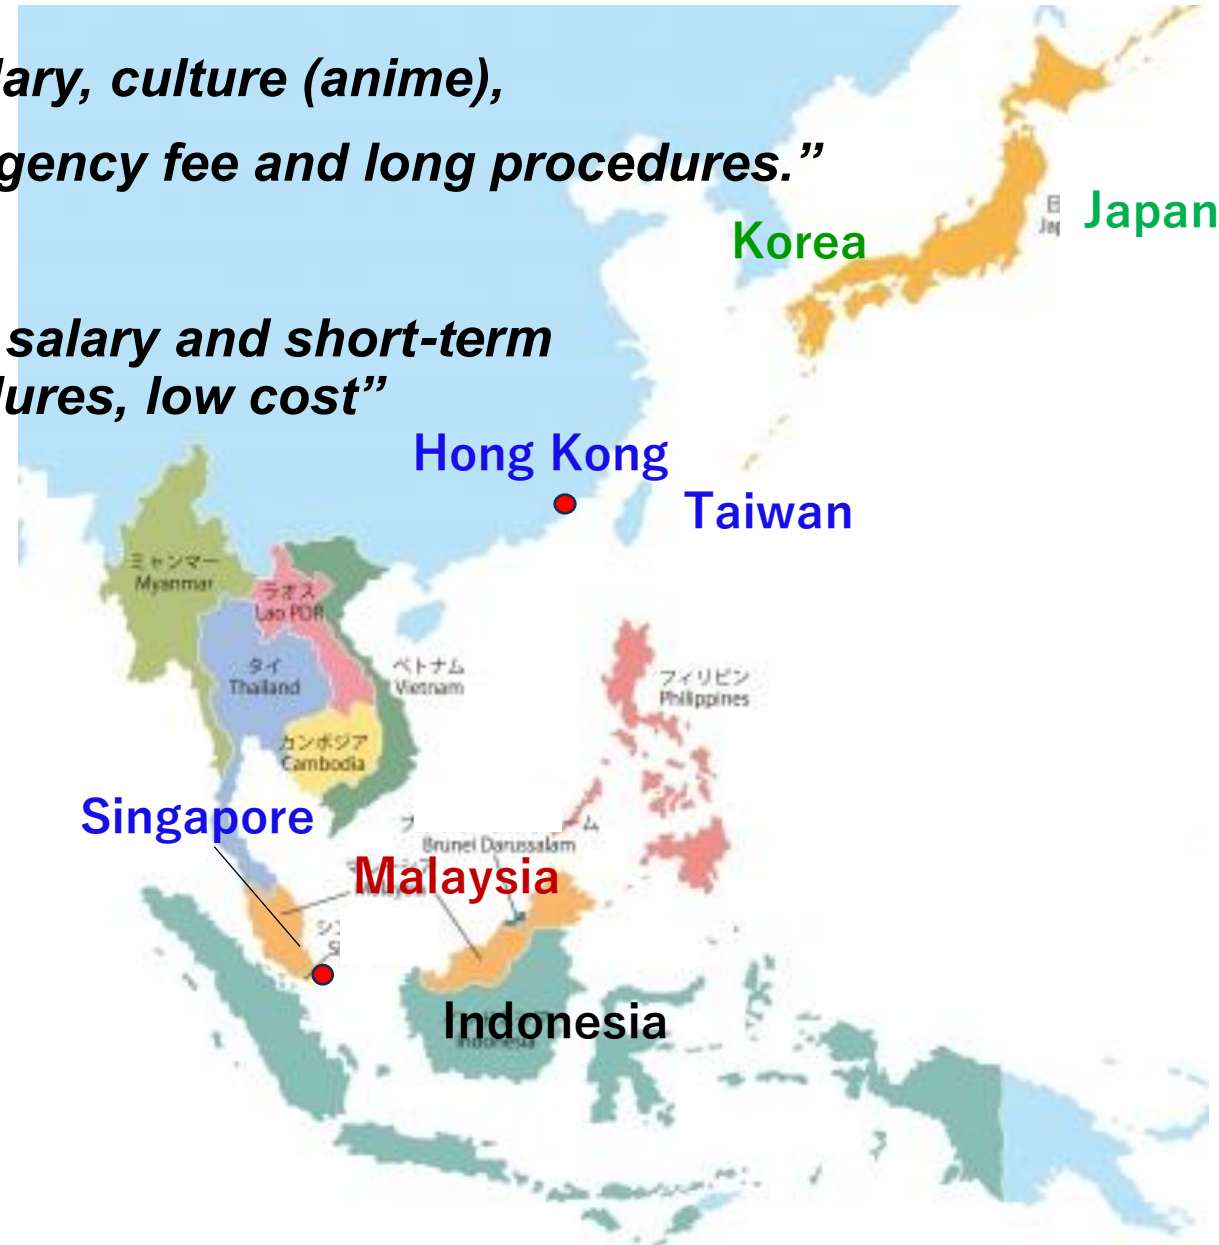 lary, culture (anime),
gency fee and long procedures.”
Korea
日
Jap
Japan
salary and short-term
lures, low cost”
Hong Kong
Taiwan
ミャンマー
Myanmar
ラオス
Lao PDR
タイ
Thailand
ベトナム
Vietnam
フィリピン
Philippines
カンボジア
Cambodia
Singapore
Brunei Darussalam
Malaysia
Indonesia